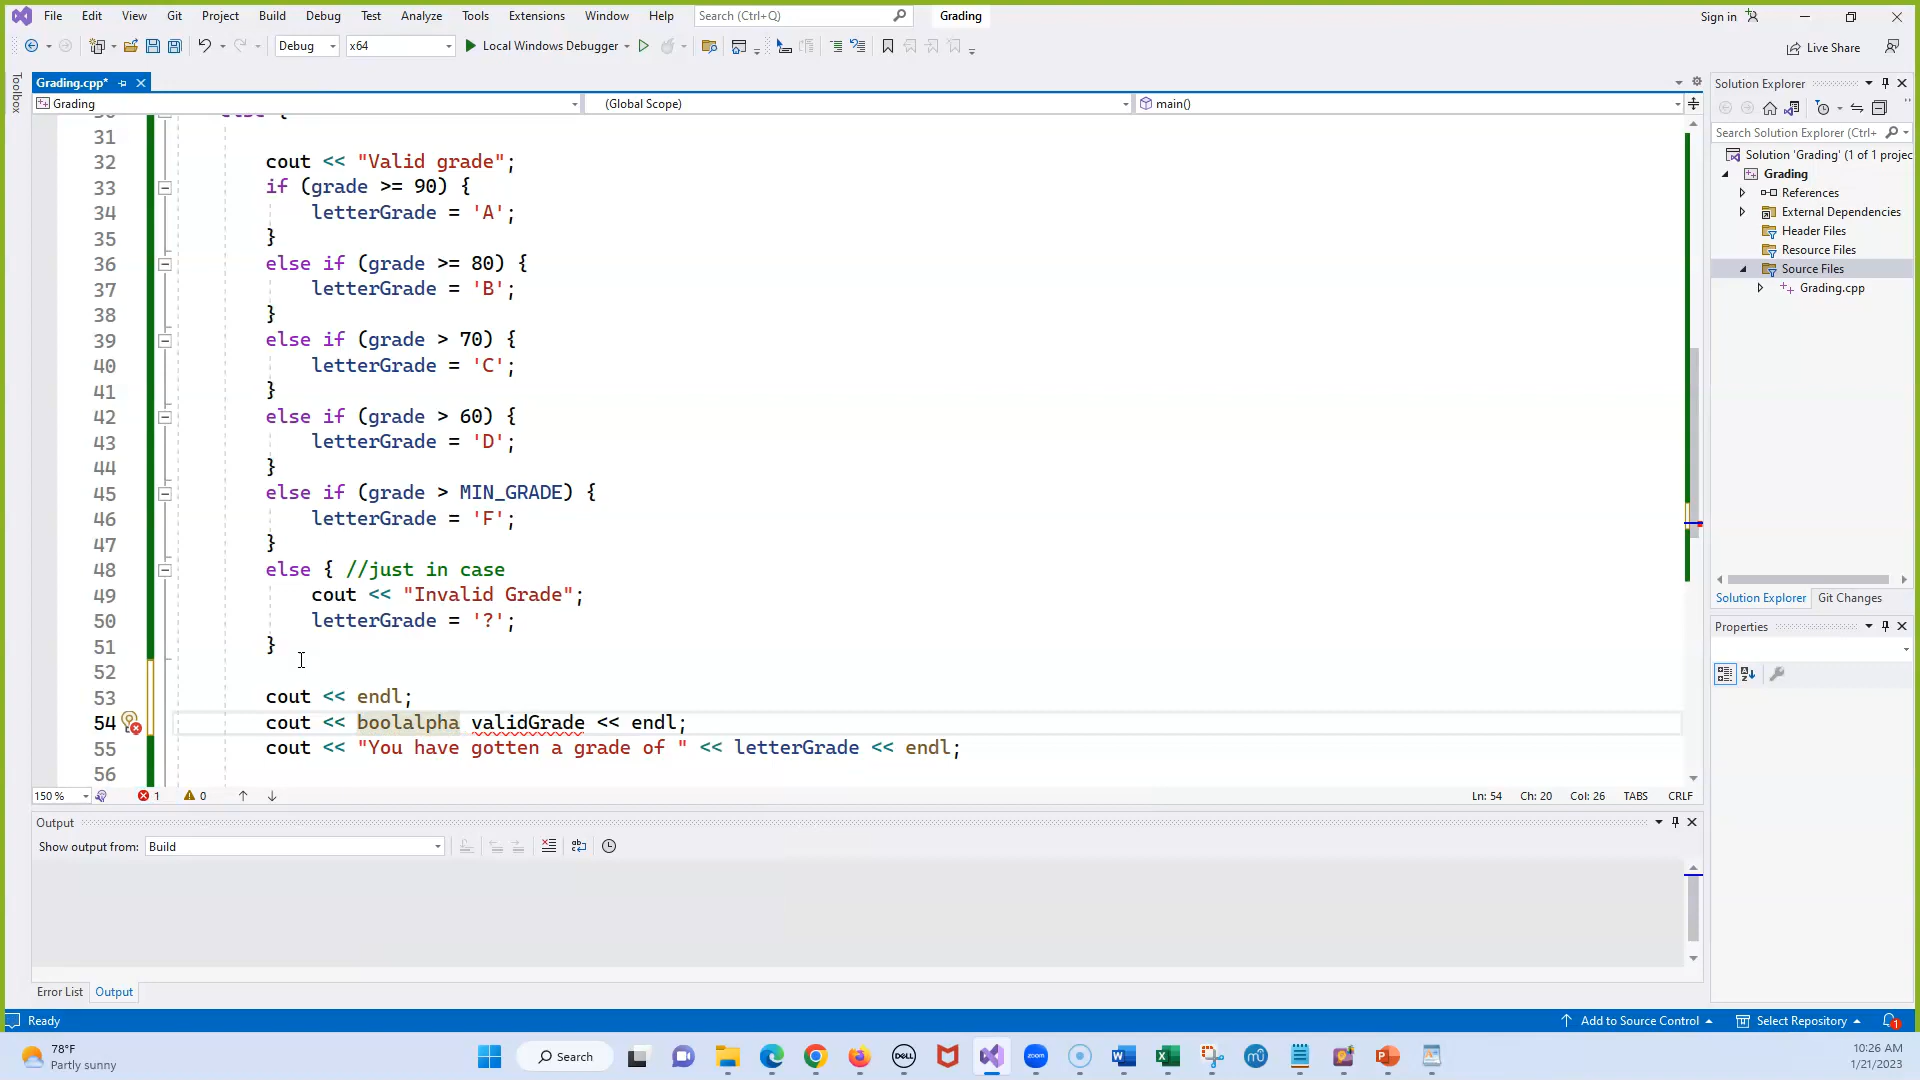 File Edit View Git Project Build Debug Test Analyze Tools Extensions Window Help Search (Ctrl+Q) Grading Sign in
Debug x64 Local Windows Debugger Live Share
Toolbox
Grading.cpp*
Grading (Global Scope) main()
31
32 cout << "Valid grade";
33 if (grade >= 90) {
34 letterGrade = 'A';
35 }
36 else if (grade >= 80) {
37 letterGrade = 'B';
38 }
39 else if (grade > 70) {
40 letterGrade = 'C';
41 }
42 else if (grade > 60) {
43 letterGrade = 'D';
44 }
45 else if (grade > MIN_GRADE) {
46 letterGrade = 'F';
47 }
48 else { //just in case
49 cout << "Invalid Grade";
50 letterGrade = '?';
51 }
52
53 cout << endl;
54 cout << boolalpha validGrade << endl;
55 cout << "You have gotten a grade of " << letterGrade << endl;
56
150 % 1 0 Ln: 54 Ch: 20 Col: 26 TABS CRLF
Output
Show output from: Build
Error List Output
Solution Explorer
Search Solution Explorer (Ctrl+
Solution 'Grading' (1 of 1 projec
Grading
References
External Dependencies
Header Files
Resource Files
Source Files
Grading.cpp
Solution Explorer Git Changes
Properties
Ready Add to Source Control Select Repository 1
78°F
Partly sunny
Search
DELL
zoom
10:26 AM
1/21/2023